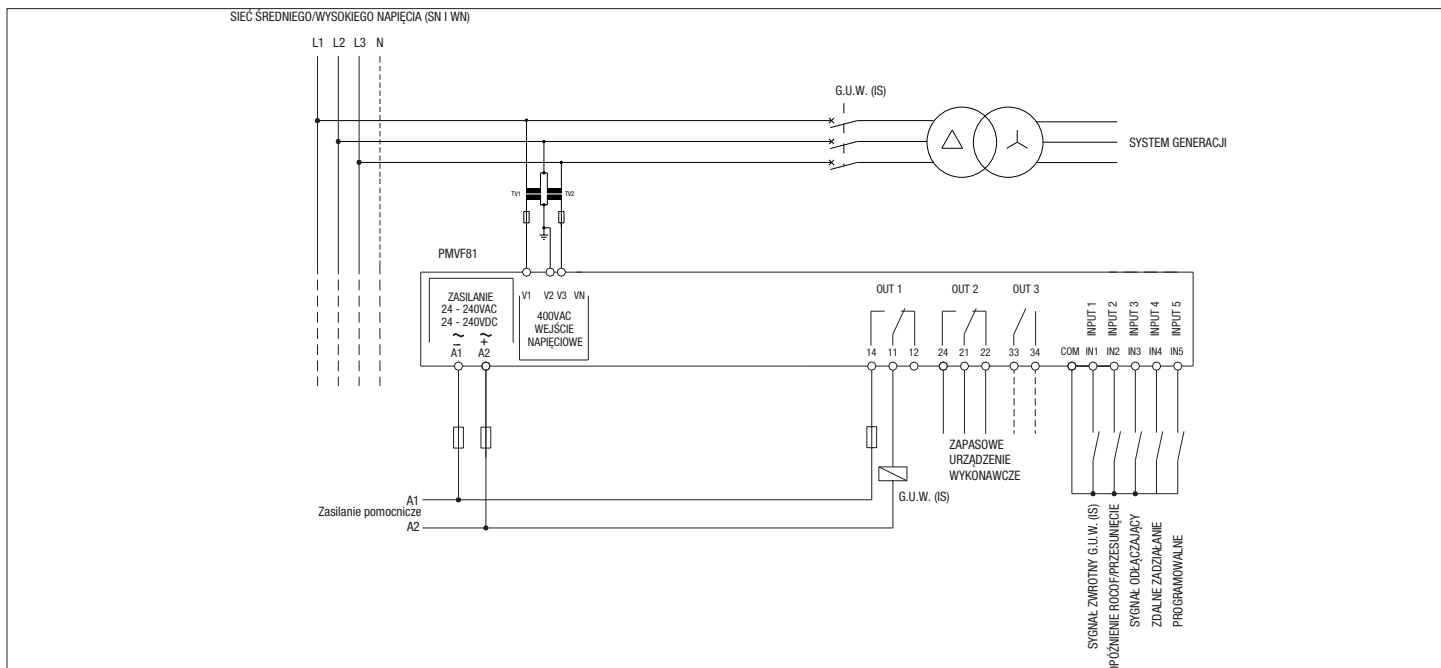 SIEĆ ŚREDNIEGO/WYSOKIEGO NAPIĘCIA (SN I WN)
L1 L2 L3 N
G.U.W. (IS)
SYSTEM GENERACJI
TV1 TV2
PMVF81
ZASILANIE
24 - 240VAC
24 - 240VDC
~ ~
– +
A1 A2
V1 V2 V3 VN
400VAC
WEJŚCIE
NAPIĘCIOWE
OUT 1 OUT 2 OUT 3
INPUT 1
INPUT 2
INPUT 3
INPUT 4
INPUT 5
14 11 12 24 21 22 33 34 COM IN1 IN2 IN3 IN4 IN5
ZAPASOWE
URZĄDZENIE
WYKONAWCZE
G.U.W. (IS)
A1
Zasilanie pomocnicze
A2
SYGNAŁ ZWROTNY G.U.W. (IS)
OPÓŹNIENIE ROCOF/PRZESUNIĘCIE
SYGNAŁ ODŁĄCZAJĄCY
ZDALNE ZADZIAŁANIE
PROGRAMOWALNE